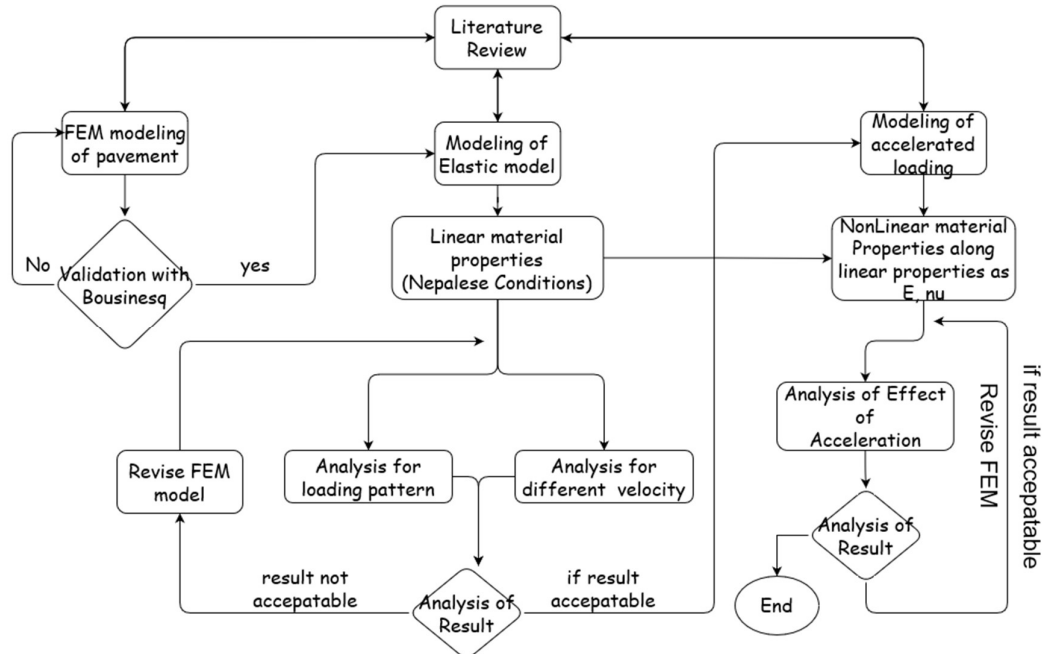 Literature
Review
FEM modeling
of pavement
Modeling of
Elastic model
Modeling of
accelerated
loading
No
Validation with
Bousinesq
yes
Linear material
properties
(Nepalese Conditions)
NonLinear material
Properties along
linear properties as
E, nu
Revise FEM
model
Analysis for
loading pattern
Analysis for
different velocity
Analysis of Effect
of
Acceleration
Revise FEM
if result accepatable
result not
accepatable
Analysis of
Result
if result
accepatable
Analysis of
Result
End